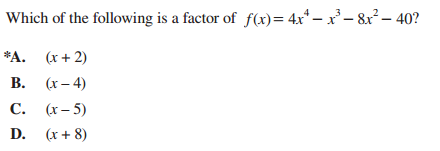 Which of the following is a factor of f(x) = 4x⁴ – x³ – 8x² – 40?
*A. (x + 2)
B. (x – 4)
C. (x – 5)
D. (x + 8)